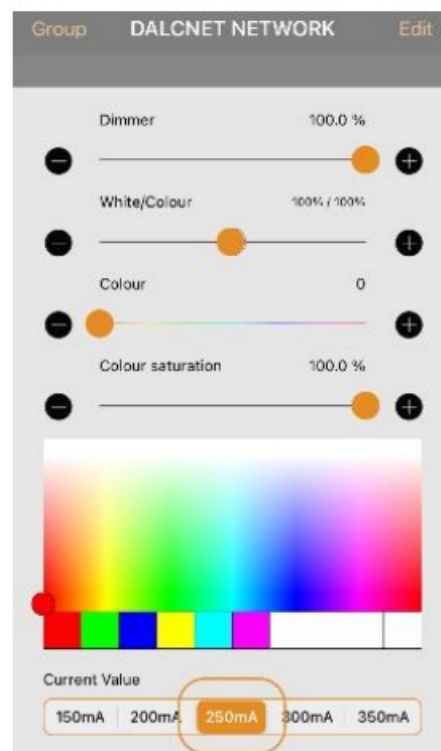 Group DALCNET NETWORK Edit
Dimmer 100.0 %
White/Colour 100% / 100%
Colour 0
Colour saturation 100.0 %
Current Value
150mA 200mA 250mA 300mA 350mA